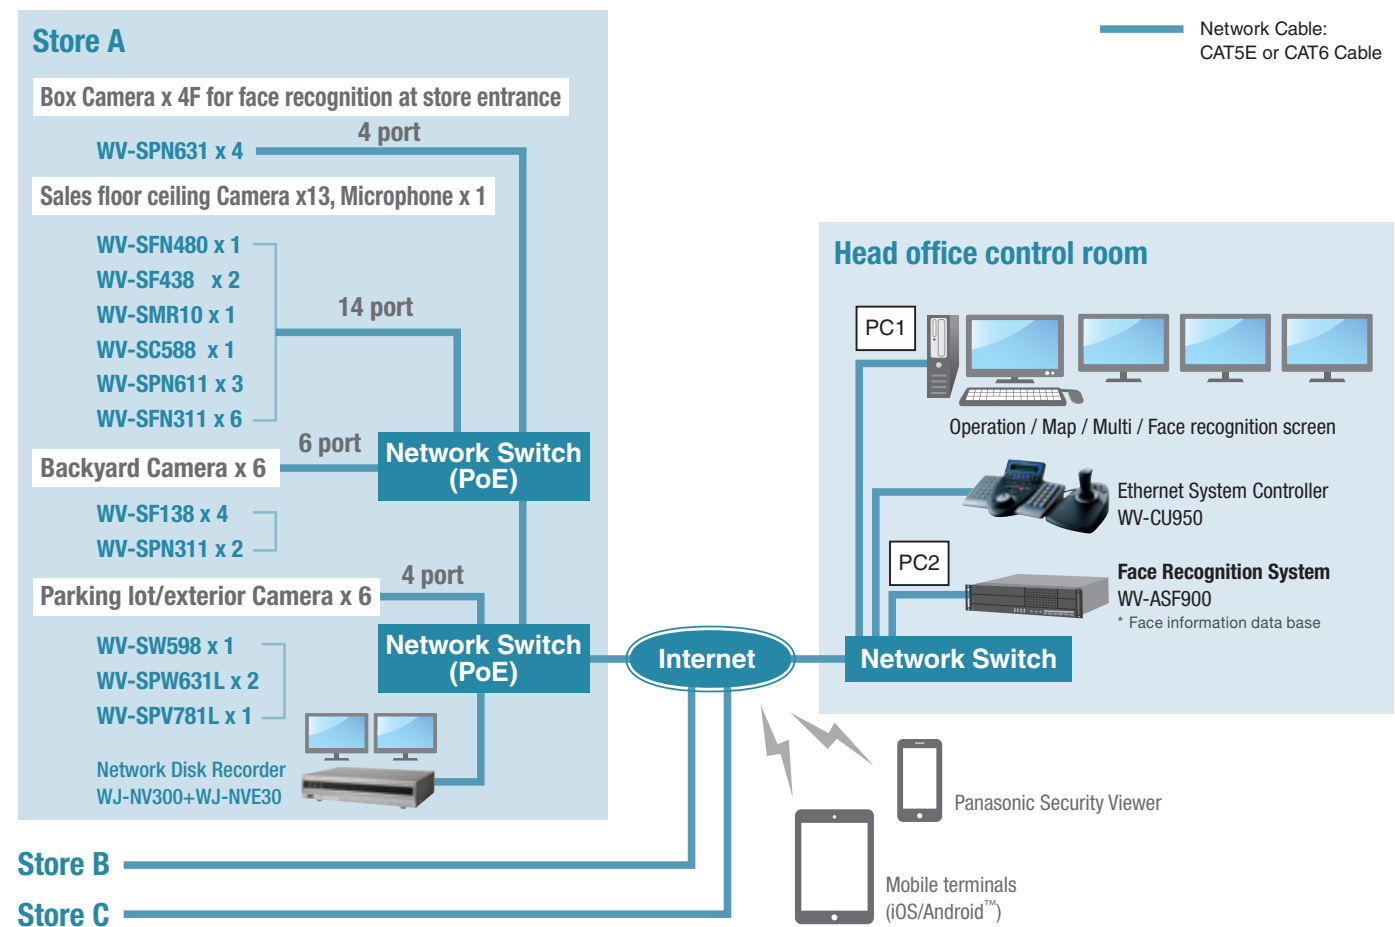 Store A
Network Cable:
CAT5E or CAT6 Cable
Box Camera x 4F for face recognition at store entrance
4 port
WV-SPN631 x 4
Sales floor ceiling Camera x13, Microphone x 1
WV-SFN480 x 1
WV-SF438 x 2
WV-SMR10 x 1
WV-SC588 x 1
WV-SPN611 x 3
WV-SFN311 x 6
14 port
6 port
Network Switch
(PoE)
Backyard Camera x 6
WV-SF138 x 4
WV-SPN311 x 2
4 port
Parking lot/exterior Camera x 6
WV-SW598 x 1
WV-SPW631L x 2
WV-SPV781L x 1
Network Switch
(PoE)
Network Disk Recorder
WJ-NV300+WJ-NVE30
Store B
Store C
Internet
Head office control room
PC1
Operation / Map / Multi / Face recognition screen
Ethernet System Controller
WV-CU950
PC2
Face Recognition System
WV-ASF900
* Face information data base
Network Switch
Panasonic Security Viewer
Mobile terminals
(iOS/Android™)